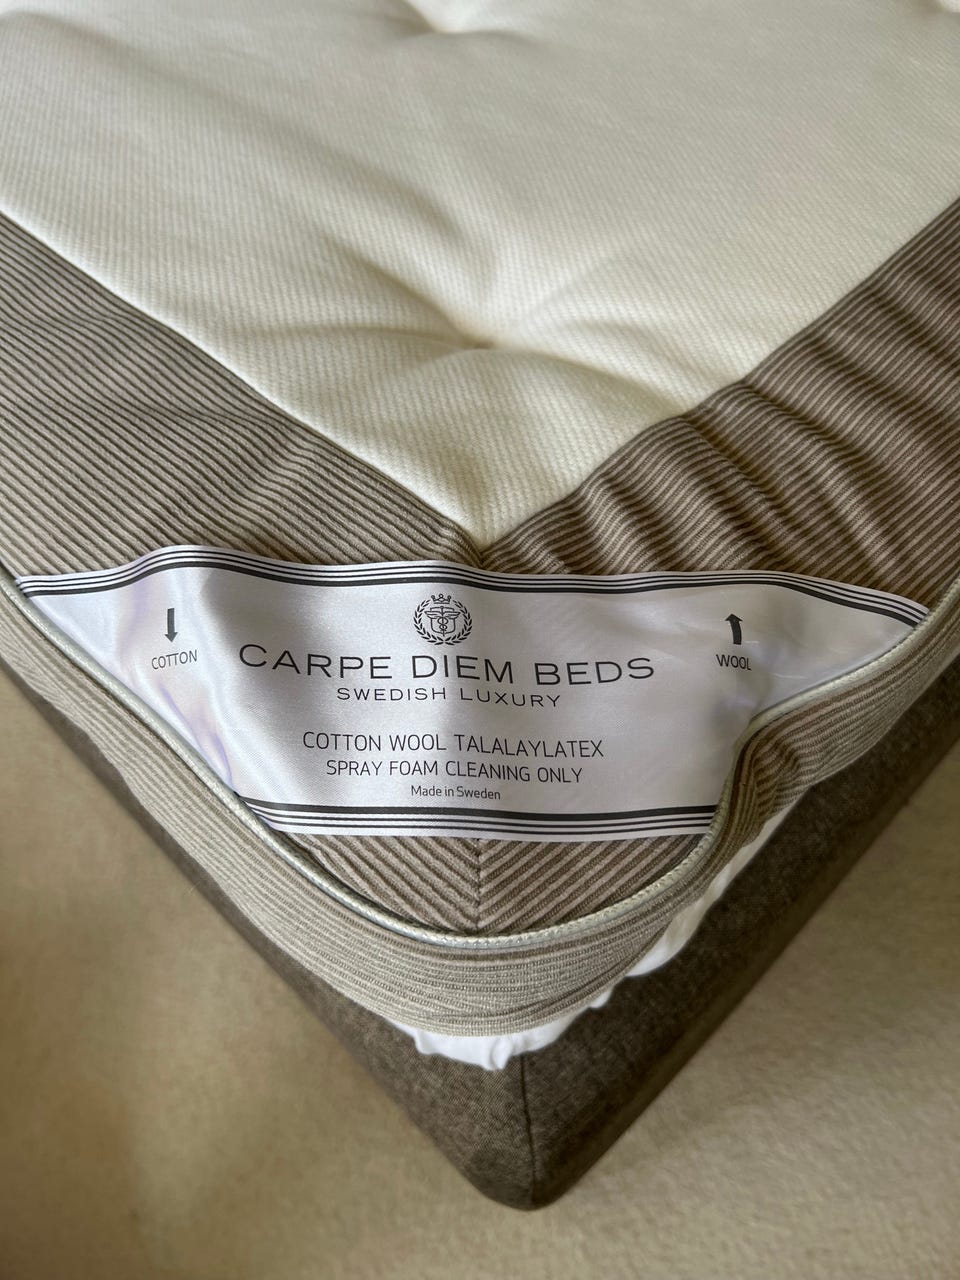 COTTON
CARPE DIEM BEDS
WOOL
SWEDISH LUXURY
COTTON WOOL TALALAYLATEX
SPRAY FOAM CLEANING ONLY
Made in Sweden